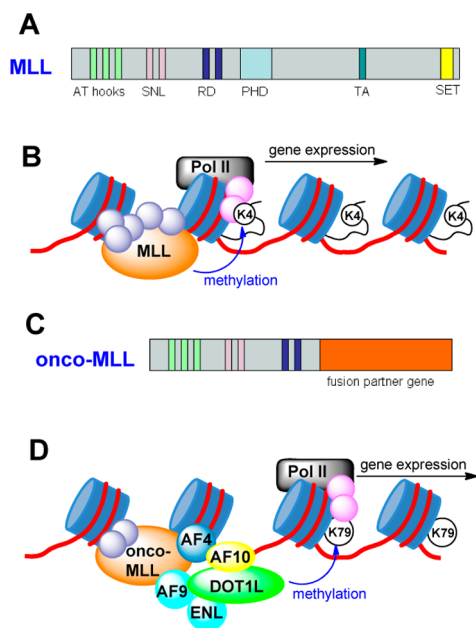 A
MLL
AT hooks SNL RD PHD TA SET
B
Pol II gene expression
K4 K4 K4
MLL
methylation
C
onco-MLL
fusion partner gene
D
Pol II gene expression
onco-
MLL
AF4
AF10
K79 K79
AF9 DOT1L
methylation
ENL